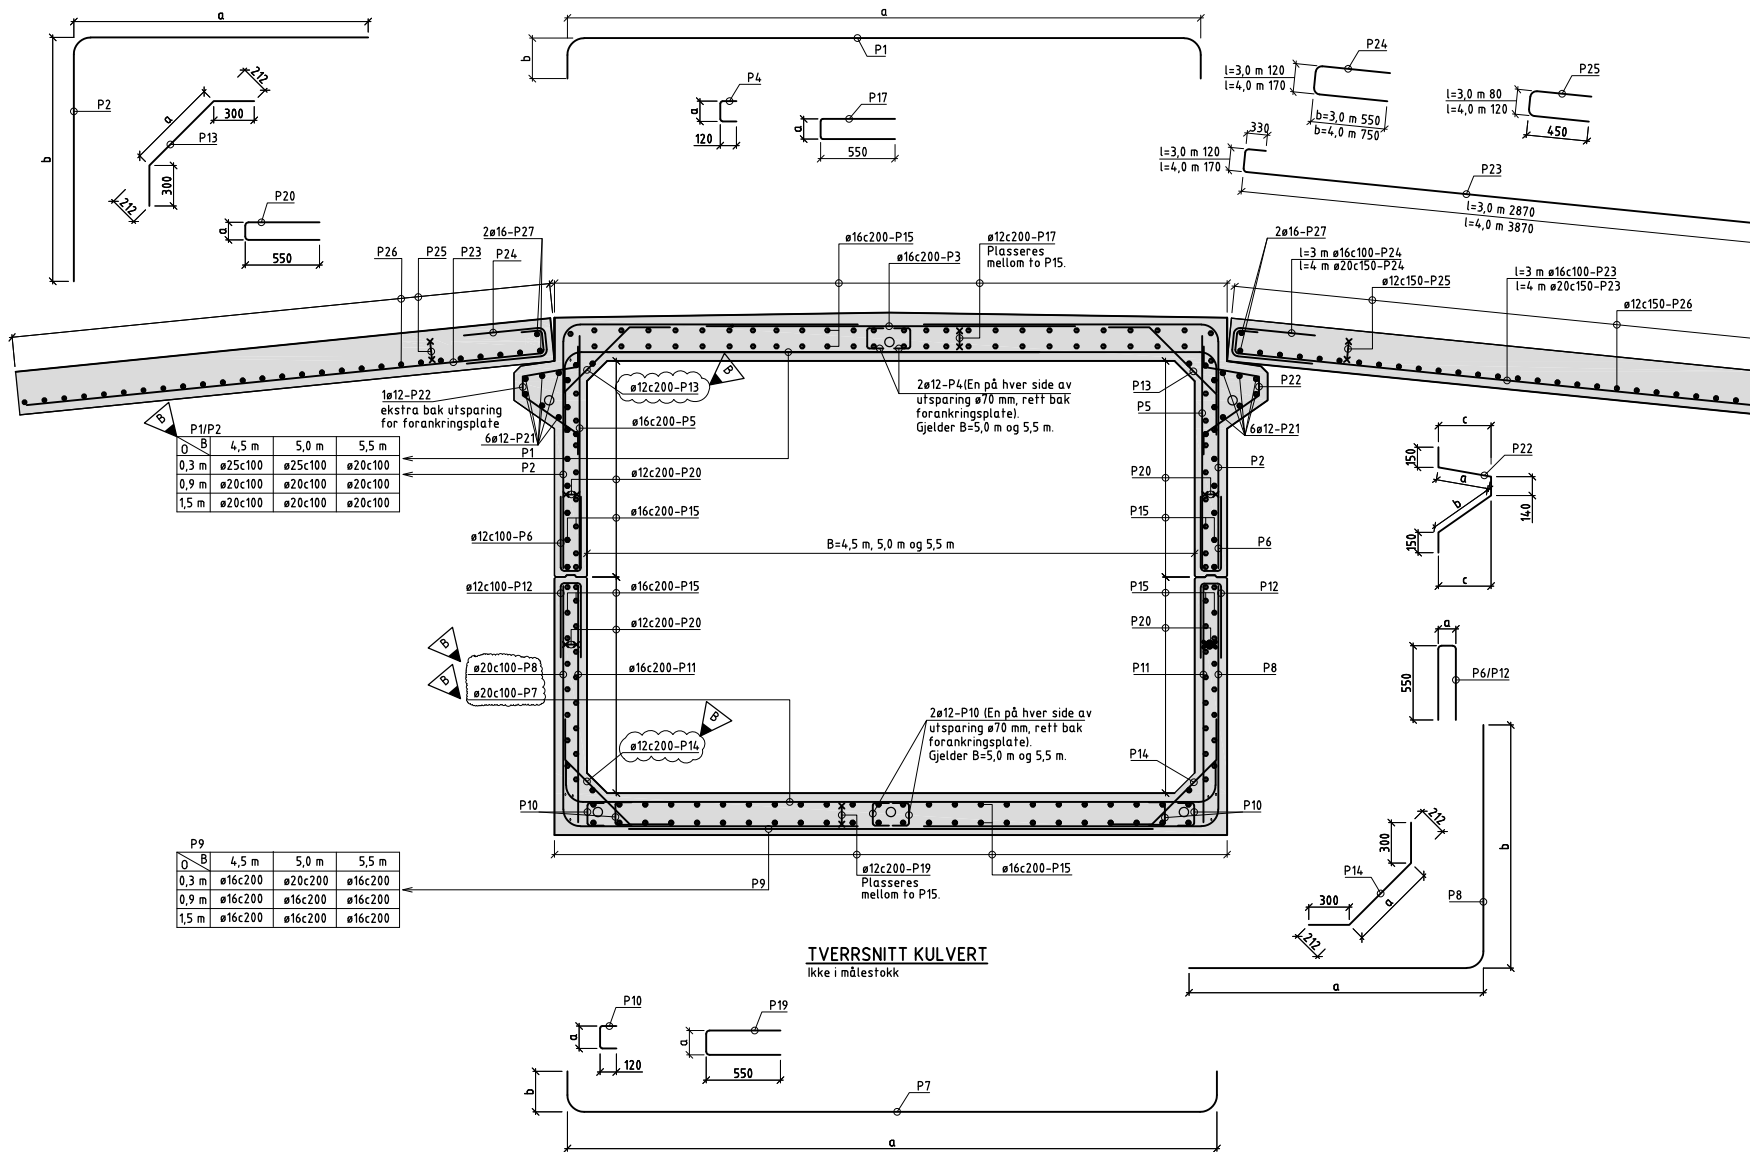 a
b
P2
212
a
P13
300
300
212
P20
a
550
a
b
P1
P4
a
120
P17
a
550
P24
l=3,0 m 120
l=4,0 m 170
b=3,0 m 550
b=4,0 m 750
P25
l=3,0 m 80
l=4,0 m 120
450
330
l=3,0 m 120
l=4,0 m 170
P23
l=3,0 m 2870
l=4,0 m 3870
P26
P25
P23
P24
2ø16-P27
ø16c200-P15
ø16c200-P3
ø12c200-P17
Plasseres
mellom to P15.
2ø16-P27
l=3 m ø16c100-P24
l=4 m ø20c150-P24
ø12c150-P25
l=3 m ø16c100-P23
l=4 m ø20c150-P23
ø12c150-P26
1ø12-P22
ekstra bak utsparing
for forankringsplate
6ø12-P21
ø12c200-P13
B
ø16c200-P5
2ø12-P4(En på hver side av
utsparing ø70 mm, rett bak
forankringsplate).
Gjelder B=5,0 m og 5,5 m.
P13
P5
P22
6ø12-P21
B
P1/P2
O B 4,5 m 5,0 m 5,5 m
0,3 m ø25c100 ø25c100 ø20c100
0,9 m ø20c100 ø20c100 ø20c100
1,5 m ø20c100 ø20c100 ø20c100
P1
P2
ø12c200-P20
ø16c200-P15
ø12c100-P6
B=4,5 m, 5,0 m og 5,5 m
P2
P20
P15
P6
c
150
P22
a
b
140
150
c
ø12c100-P12
ø16c200-P15
ø12c200-P20
P15
P12
P20
B
B
ø20c100-P8
ø16c200-P11
ø20c100-P7
P11
P8
a
550
P6/P12
B
ø12c200-P14
2ø12-P10 (En på hver side av
utsparing ø70 mm, rett bak
forankringsplate).
Gjelder B=5,0 m og 5,5 m.
P14
P10
P10
P9
O B 4,5 m 5,0 m 5,5 m
0,3 m ø16c200 ø20c200 ø16c200
0,9 m ø16c200 ø16c200 ø16c200
1,5 m ø16c200 ø16c200 ø16c200
P9
ø12c200-P19
Plasseres
mellom to P15.
ø16c200-P15
212
300
P14
a
300
212
P8
b
a
TVERRSNITT KULVERT
Ikke i målestokk
P10
a
120
P19
a
550
b
P7
a